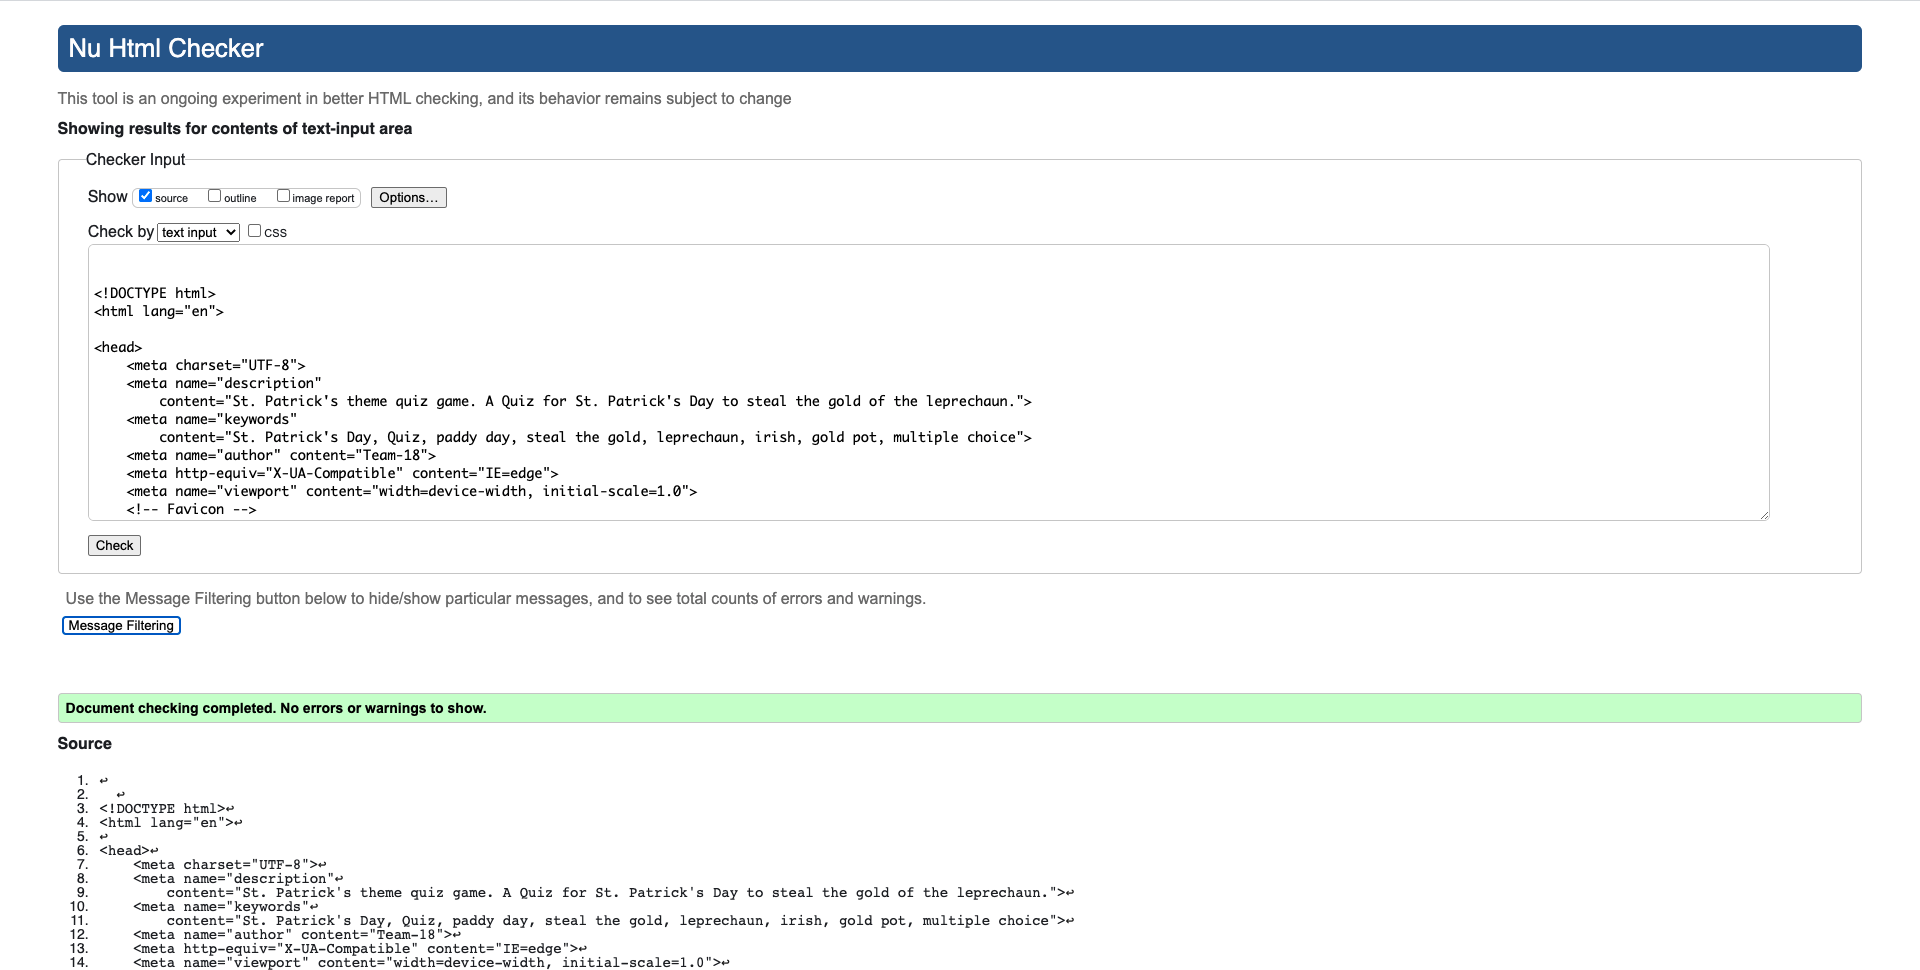 Nu Html Checker
This tool is an ongoing experiment in better HTML checking, and its behavior remains subject to change
Showing results for contents of text-input area
Checker Input
Show source outline image report Options...
Check by text input css
<!DOCTYPE html>
<html lang="en">
<head>
    <meta charset="UTF-8">
    <meta name="description"
        content="St. Patrick's theme quiz game. A Quiz for St. Patrick's Day to steal the gold of the leprechaun.">
    <meta name="keywords"
        content="St. Patrick's Day, Quiz, paddy day, steal the gold, leprechaun, irish, gold pot, multiple choice">
    <meta name="author" content="Team-18">
    <meta http-equiv="X-UA-Compatible" content="IE=edge">
    <meta name="viewport" content="width=device-width, initial-scale=1.0">
    <!-- Favicon -->
Check
Use the Message Filtering button below to hide/show particular messages, and to see total counts of errors and warnings.
Message Filtering
Document checking completed. No errors or warnings to show.
Source
1. ↩
2.   ↩
3. <!DOCTYPE html>↩
4. <html lang="en">↩
5. ↩
6. <head>↩
7.     <meta charset="UTF-8">↩
8.     <meta name="description"↩
9.         content="St. Patrick's theme quiz game. A Quiz for St. Patrick's Day to steal the gold of the leprechaun.">↩
10.     <meta name="keywords"↩
11.         content="St. Patrick's Day, Quiz, paddy day, steal the gold, leprechaun, irish, gold pot, multiple choice">↩
12.     <meta name="author" content="Team-18">↩
13.     <meta http-equiv="X-UA-Compatible" content="IE=edge">↩
14.     <meta name="viewport" content="width=device-width, initial-scale=1.0">↩